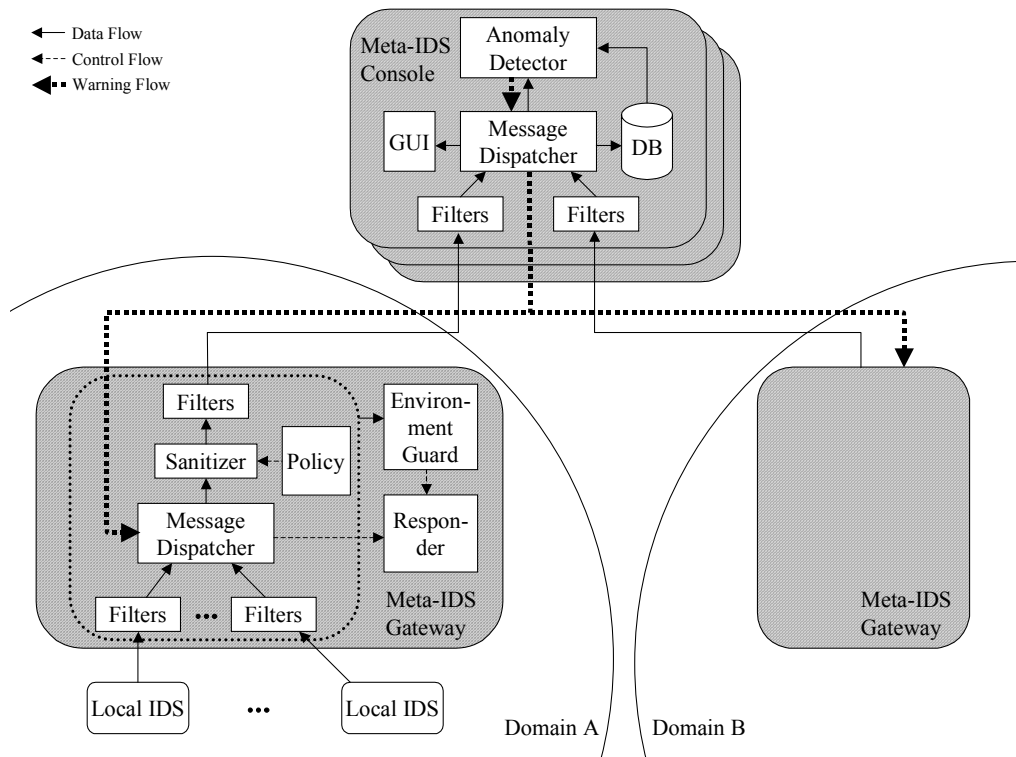 Data Flow
Control Flow
Warning Flow
Meta-IDS
Console
Anomaly
Detector
GUI
Message
Dispatcher
DB
Filters
Filters
Filters
Sanitizer
Policy
Environ-
ment
Guard
Message
Dispatcher
Respon-
der
Filters
•••
Filters
Meta-IDS
Gateway
Meta-IDS
Gateway
Local IDS
•••
Local IDS
Domain A
Domain B